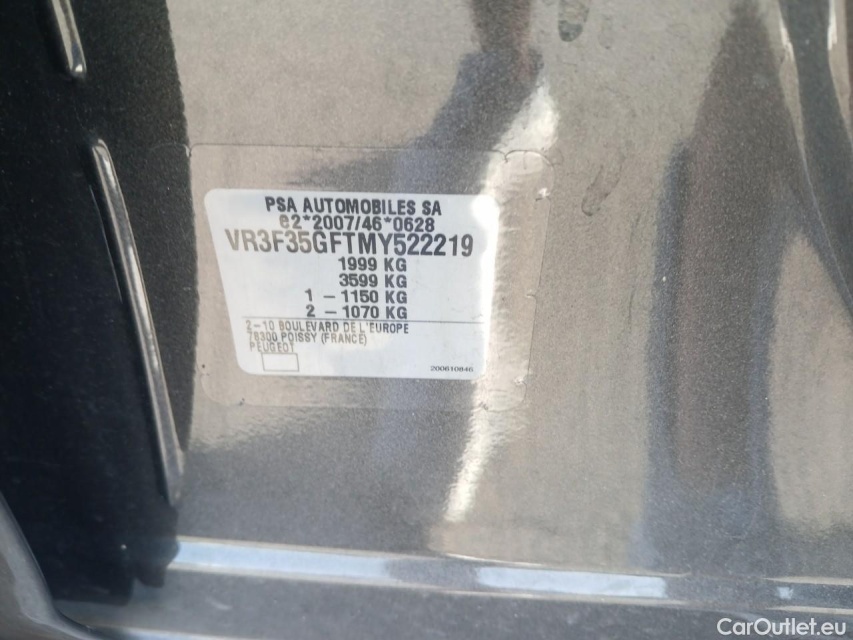 PSA AUTOMOBILES SA
e2*2007/46*0628
VR3F35GFTMY522219
1999 KG
3599 KG
1 - 1150 KG
2 - 1070 KG
2-10 BOULEVARD DE L'EUROPE
78300 POISSY (FRANCE)
PEUGEOT
200610846
CarOutlet.eu